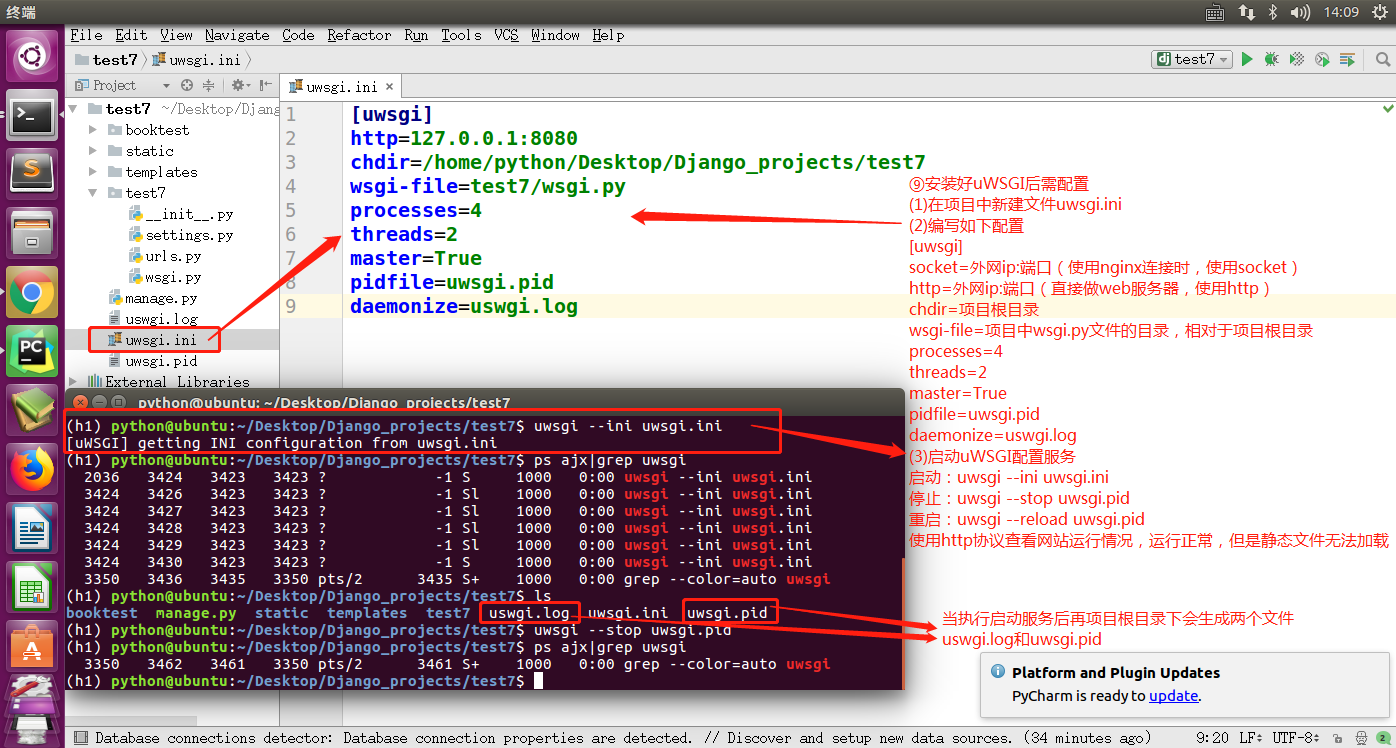 终端
14:09
File Edit View Navigate Code Refactor Run Tools VCS Window Help
test7 uwsgi.ini
dj test7
Project
uwsgi.ini ×
test7 ~/Desktop/Djang
booktest
static
templates
test7
__init__.py
settings.py
urls.py
wsgi.py
manage.py
uswgi.log
uwsgi.ini
uwsgi.pid
External Libraries
1 [uwsgi]
2 http=127.0.0.1:8080
3 chdir=/home/python/Desktop/Django_projects/test7
4 wsgi-file=test7/wsgi.py
5 processes=4
6 threads=2
7 master=True
8 pidfile=uwsgi.pid
9 daemonize=uswgi.log
⑨安装好uWSGI后需配置
(1)在项目中新建文件uwsgi.ini
(2)编写如下配置
[uwsgi]
socket=外网ip:端口（使用nginx连接时，使用socket）
http=外网ip:端口（直接做web服务器，使用http）
chdir=项目根目录
wsgi-file=项目中wsgi.py文件的目录，相对于项目根目录
processes=4
threads=2
master=True
pidfile=uwsgi.pid
daemonize=uswgi.log
(3)启动uWSGI配置服务
启动：uwsgi --ini uwsgi.ini
停止：uwsgi --stop uwsgi.pid
重启：uwsgi --reload uwsgi.pid
使用http协议查看网站运行情况，运行正常，但是静态文件无法加载
python@ubuntu: ~/Desktop/Django_projects/test7
(h1) python@ubuntu:~/Desktop/Django_projects/test7$ uwsgi --ini uwsgi.ini
[uWSGI] getting INI configuration from uwsgi.ini
(h1) python@ubuntu:~/Desktop/Django_projects/test7$ ps ajx|grep uwsgi
2036 3424 3423 3423 ? -1 S 1000 0:00 uwsgi --ini uwsgi.ini
3424 3426 3423 3423 ? -1 Sl 1000 0:00 uwsgi --ini uwsgi.ini
3424 3427 3423 3423 ? -1 Sl 1000 0:00 uwsgi --ini uwsgi.ini
3424 3428 3423 3423 ? -1 Sl 1000 0:00 uwsgi --ini uwsgi.ini
3424 3429 3423 3423 ? -1 Sl 1000 0:00 uwsgi --ini uwsgi.ini
3424 3430 3423 3423 ? -1 S 1000 0:00 uwsgi --ini uwsgi.ini
3350 3436 3435 3350 pts/2 3435 S+ 1000 0:00 grep --color=auto uwsgi
(h1) python@ubuntu:~/Desktop/Django_projects/test7$ ls
booktest manage.py static templates test7 uswgi.log uwsgi.ini uwsgi.pid
(h1) python@ubuntu:~/Desktop/Django_projects/test7$ uwsgi --stop uwsgi.pid
(h1) python@ubuntu:~/Desktop/Django_projects/test7$ ps ajx|grep uwsgi
3350 3462 3461 3350 pts/2 3461 S+ 1000 0:00 grep --color=auto uwsgi
(h1) python@ubuntu:~/Desktop/Django_projects/test7$
当执行启动服务后再项目根目录下会生成两个文件
uswgi.log和uwsgi.pid
Platform and Plugin Updates
PyCharm is ready to update.
Database connections detector: Database connection properties are detected. // Discover and setup new data sources. (34 minutes ago)
9:20 LF UTF-8 2